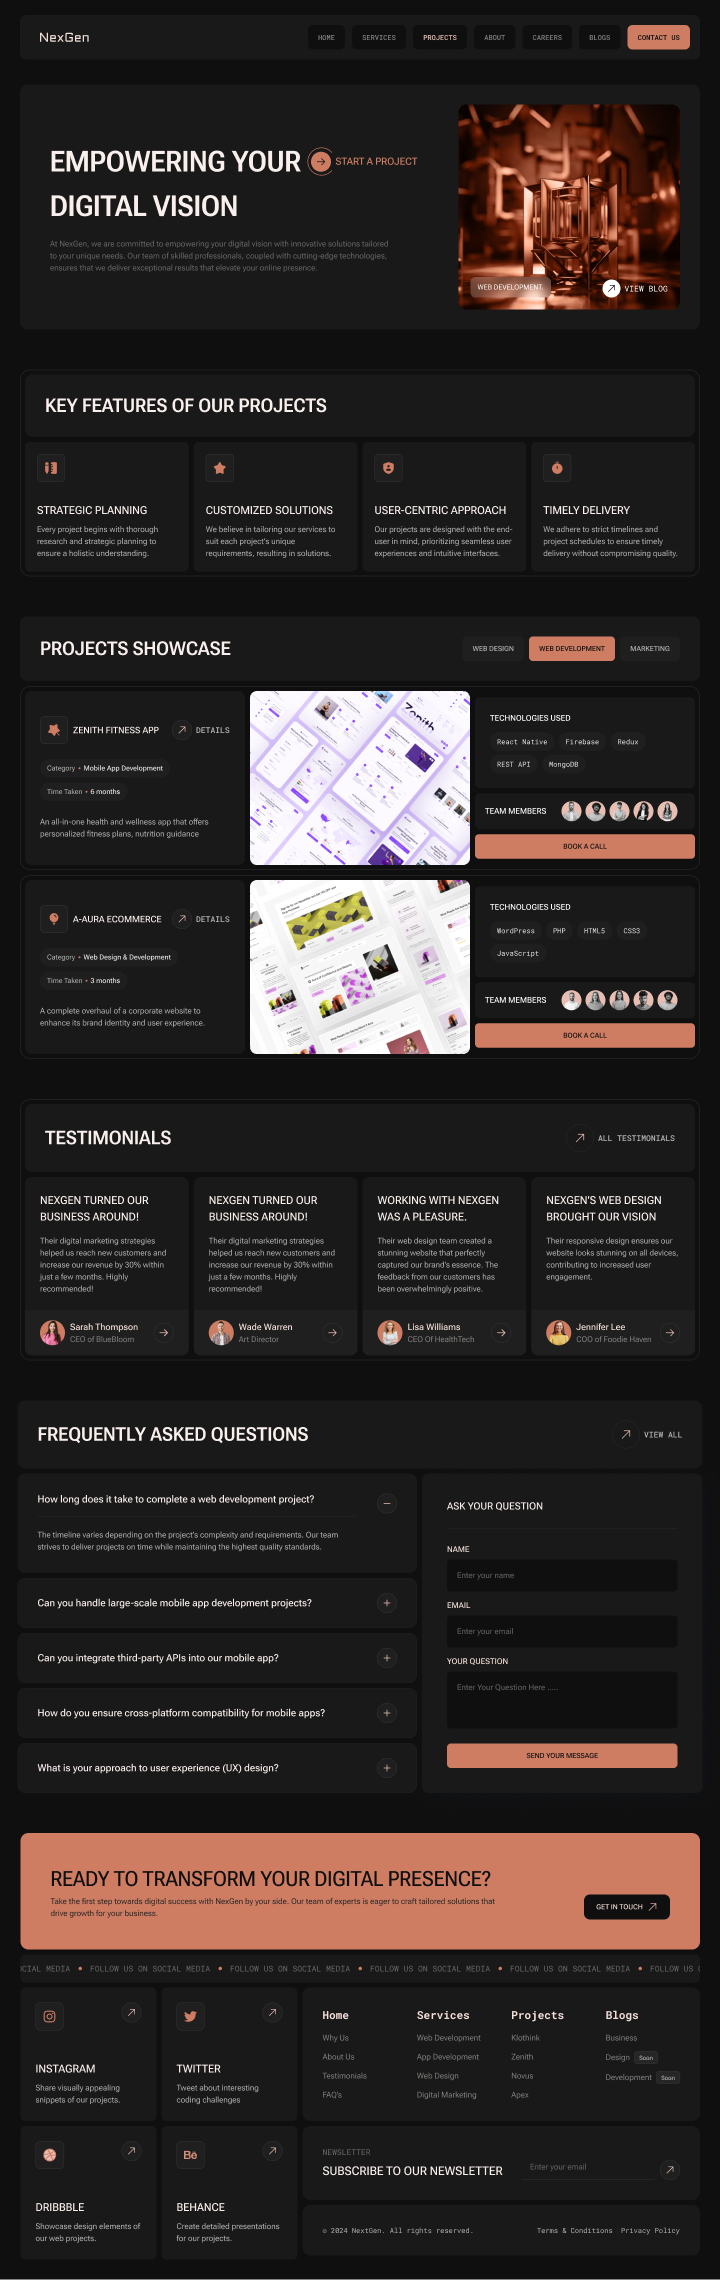 NexGen
HOME
SERVICES
PROJECTS
ABOUT
CAREERS
BLOGS
CONTACT US
EMPOWERING YOUR
START A PROJECT
DIGITAL VISION
At NexGen, we are committed to empowering your digital vision with innovative solutions tailored
to your unique needs. Our team of skilled professionals, coupled with cutting-edge technologies,
ensures that we deliver exceptional results that elevate your online presence.
WEB DEVELOPMENT.
VIEW BLOG
KEY FEATURES OF OUR PROJECTS
STRATEGIC PLANNING
Every project begins with thorough
research and strategic planning to
ensure a holistic understanding.
CUSTOMIZED SOLUTIONS
We believe in tailoring our services to
suit each project's unique
requirements, resulting in solutions.
USER-CENTRIC APPROACH
Our projects are designed with the end-
user in mind, prioritizing seamless user
experiences and intuitive interfaces.
TIMELY DELIVERY
We adhere to strict timelines and
project schedules to ensure timely
delivery without compromising quality.
PROJECTS SHOWCASE
WEB DESIGN
WEB DEVELOPMENT
MARKETING
ZENITH FITNESS APP
DETAILS
Category • Mobile App Development
Time Taken • 6 months
An all-in-one health and wellness app that offers
personalized fitness plans, nutrition guidance
Zenith
TECHNOLOGIES USED
React Native
Firebase
Redux
REST API
MongoDB
TEAM MEMBERS
BOOK A CALL
A-AURA ECOMMERCE
DETAILS
Category • Web Design & Development
Time Taken • 3 months
A complete overhaul of a corporate website to
enhance its brand identity and user experience.
TECHNOLOGIES USED
WordPress
PHP
HTML5
CSS3
JavaScript
TEAM MEMBERS
BOOK A CALL
TESTIMONIALS
ALL TESTIMONIALS
NEXGEN TURNED OUR
BUSINESS AROUND!
Their digital marketing strategies
helped us reach new customers and
increase our revenue by 30% within
just a few months. Highly
recommended!
Sarah Thompson
CEO of BlueBloom
NEXGEN TURNED OUR
BUSINESS AROUND!
Their digital marketing strategies
helped us reach new customers and
increase our revenue by 30% within
just a few months. Highly
recommended!
Wade Warren
Art Director
WORKING WITH NEXGEN
WAS A PLEASURE.
Their web design team created a
stunning website that perfectly
captured our brand's essence. The
feedback from our customers has
been overwhelmingly positive.
Lisa Williams
CEO Of HealthTech
NEXGEN'S WEB DESIGN
BROUGHT OUR VISION
Their responsive design ensures our
website looks stunning on all devices,
contributing to increased user
engagement.
Jennifer Lee
COO of Foodie Haven
FREQUENTLY ASKED QUESTIONS
VIEW ALL
How long does it take to complete a web development project?
The timeline varies depending on the project's complexity and requirements. Our team
strives to deliver projects on time while maintaining the highest quality standards.
Can you handle large-scale mobile app development projects?
Can you integrate third-party APIs into our mobile app?
How do you ensure cross-platform compatibility for mobile apps?
What is your approach to user experience (UX) design?
ASK YOUR QUESTION
NAME
Enter your name
EMAIL
Enter your email
YOUR QUESTION
Enter Your Question Here .....
SEND YOUR MESSAGE
READY TO TRANSFORM YOUR DIGITAL PRESENCE?
Take the first step towards digital success with NexGen by your side. Our team of experts is eager to craft tailored solutions that
drive growth for your business.
GET IN TOUCH
OCIAL MEDIA • FOLLOW US ON SOCIAL MEDIA • FOLLOW US ON SOCIAL MEDIA • FOLLOW US ON SOCIAL MEDIA • FOLLOW US ON SOCIAL MEDIA • FOLLOW US
INSTAGRAM
Share visually appealing
snippets of our projects.
TWITTER
Tweet about interesting
coding challenges
DRIBBBLE
Showcase design elements of
our web projects.
Bē
BEHANCE
Create detailed presentations
for our projects.
Home
Why Us
About Us
Testimonials
FAQ's
Services
Web Development
App Development
Web Design
Digital Marketing
Projects
Klothink
Zenith
Novus
Apex
Blogs
Business
Design Soon
Development Soon
NEWSLETTER
SUBSCRIBE TO OUR NEWSLETTER
Enter your email
© 2024 NextGen. All rights reserved.
Terms & Conditions
Privacy Policy